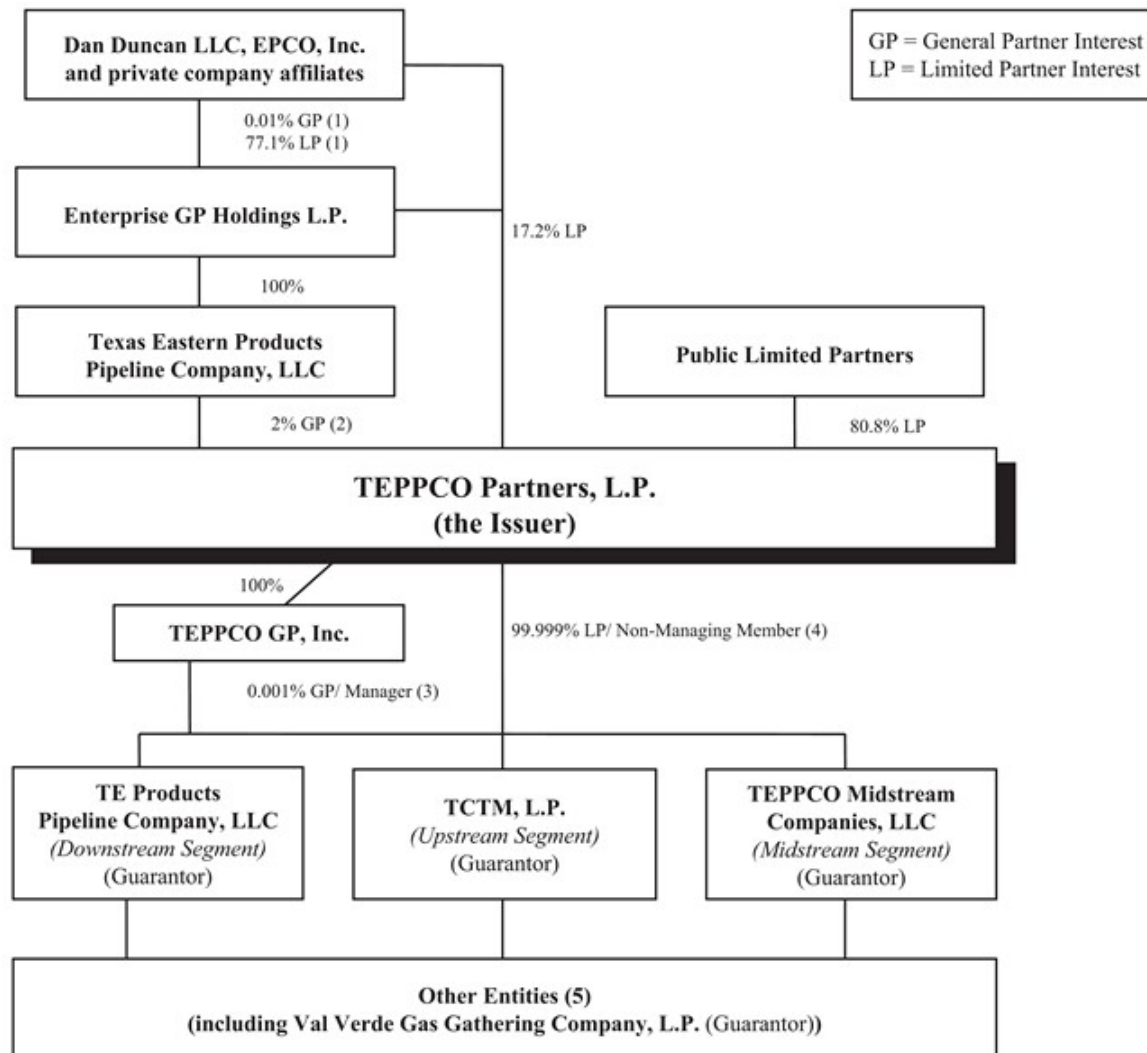 Dan Duncan LLC, EPCO, Inc.
and private company affiliates
GP = General Partner Interest
LP = Limited Partner Interest
0.01% GP (1)
77.1% LP (1)
Enterprise GP Holdings L.P.
17.2% LP
100%
Texas Eastern Products
Pipeline Company, LLC
Public Limited Partners
2% GP (2)
80.8% LP
TEPPCO Partners, L.P.
(the Issuer)
100%
TEPPCO GP, Inc.
99.999% LP/ Non-Managing Member (4)
0.001% GP/ Manager (3)
TE Products
Pipeline Company, LLC
(Downstream Segment)
(Guarantor)
TCTM, L.P.
(Upstream Segment)
(Guarantor)
TEPPCO Midstream
Companies, LLC
(Midstream Segment)
(Guarantor)
Other Entities (5)
(including Val Verde Gas Gathering Company, L.P. (Guarantor))